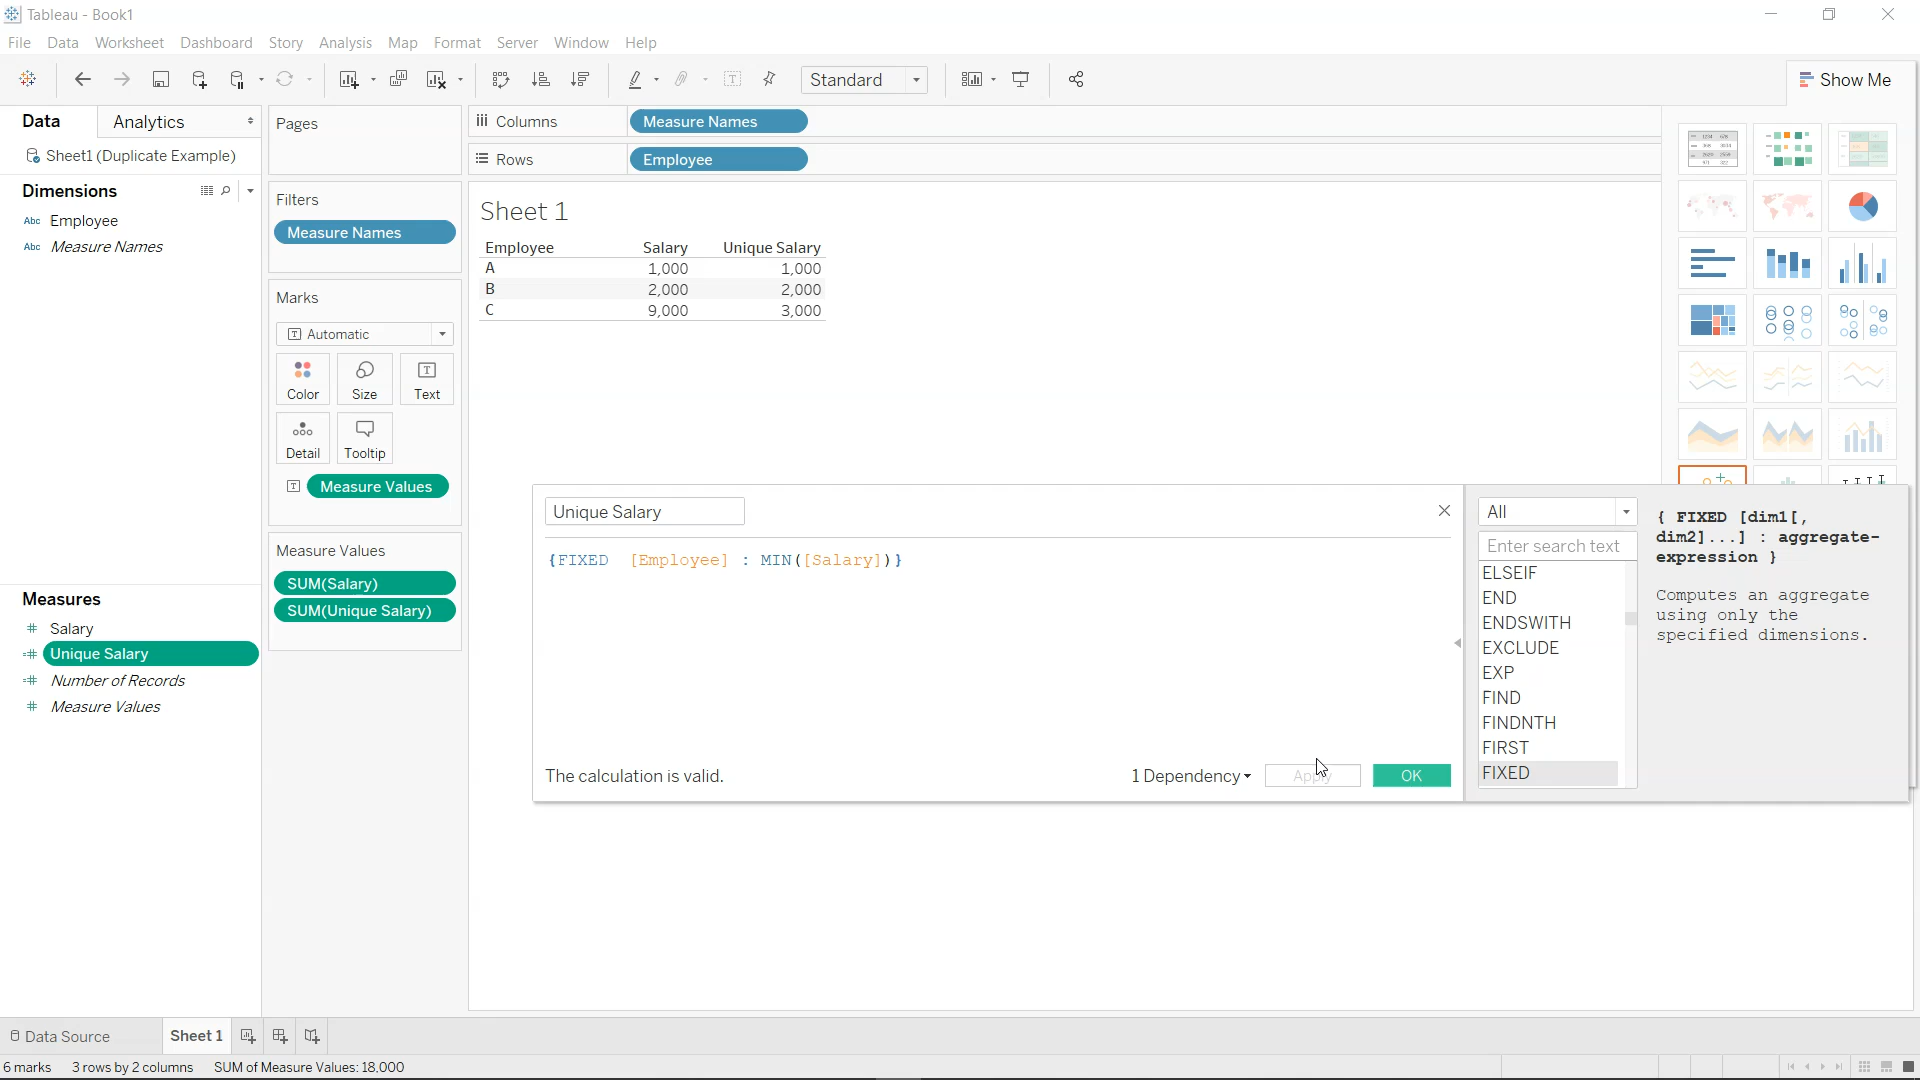 Tableau - Book1
File Data Worksheet Dashboard Story Analysis Map Format Server Window Help
Standard
Show Me
Data Analytics
Sheet1 (Duplicate Example)
Dimensions
Abc Employee
Abc Measure Names
Measures
# Salary
=# Unique Salary
=# Number of Records
# Measure Values
Pages
Filters
Measure Names
Marks
T Automatic
Color Size Text
Detail Tooltip
T Measure Values
Measure Values
SUM(Salary)
SUM(Unique Salary)
iii Columns Measure Names
Rows Employee
Sheet 1
Employee Salary Unique Salary
A 1,000 1,000
B 2,000 2,000
C 9,000 3,000
Unique Salary
{FIXED [Employee] : MIN([Salary])}
The calculation is valid.
1 Dependency
Apply
OK
All
Enter search text
ELSEIF
END
ENDSWITH
EXCLUDE
EXP
FIND
FINDNTH
FIRST
FIXED
{ FIXED [dim1[,
dim2]...] : aggregate-
expression }
Computes an aggregate
using only the
specified dimensions.
Data Source Sheet 1
6 marks 3 rows by 2 columns SUM of Measure Values: 18,000